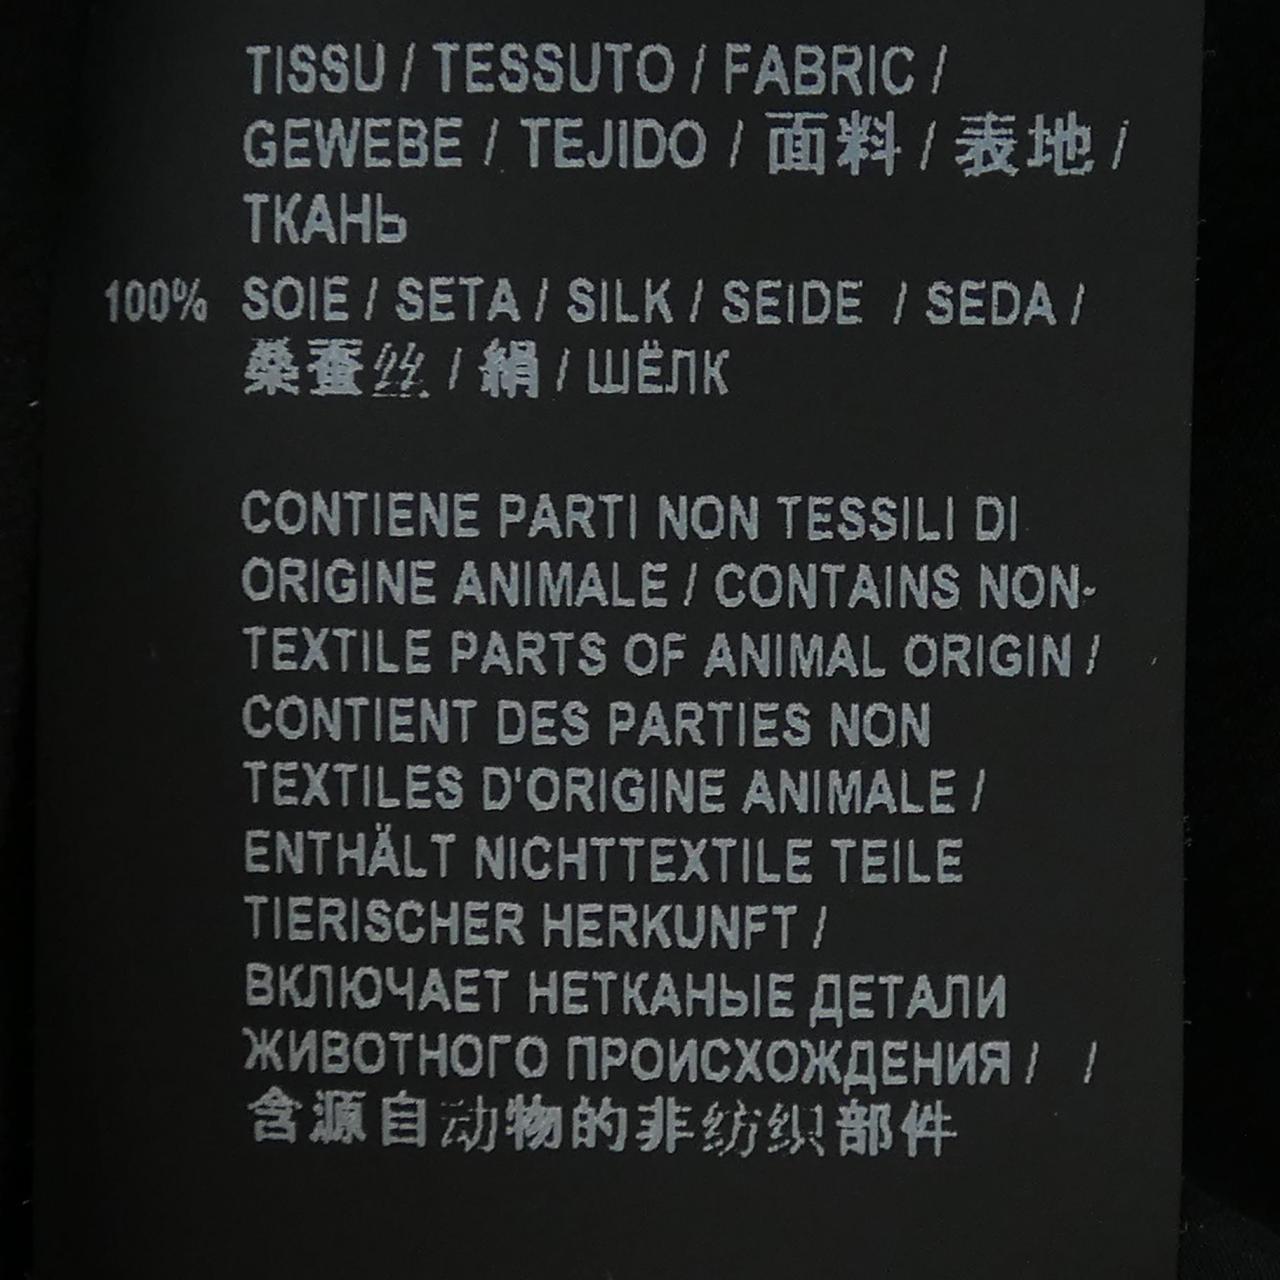 TISSU / TESSUTO / FABRIC /
GEWEBE / TEJIDO / 面料 / 表地 /
ТКАНЬ
100% SOIE / SETA / SILK / SEIDE / SEDA /
桑蚕丝 / 絹 / ШЁЛК
CONTIENE PARTI NON TESSILI DI
ORIGINE ANIMALE / CONTAINS NON-
TEXTILE PARTS OF ANIMAL ORIGIN /
CONTIENT DES PARTIES NON
TEXTILES D'ORIGINE ANIMALE /
ENTHÄLT NICHTTEXTILE TEILE
TIERISCHER HERKUNFT /
ВКЛЮЧАЕТ НЕТКАНЫЕ ДЕТАЛИ
ЖИВОТНОГО ПРОИСХОЖДЕНИЯ / /
含源自动物的非纺织部件